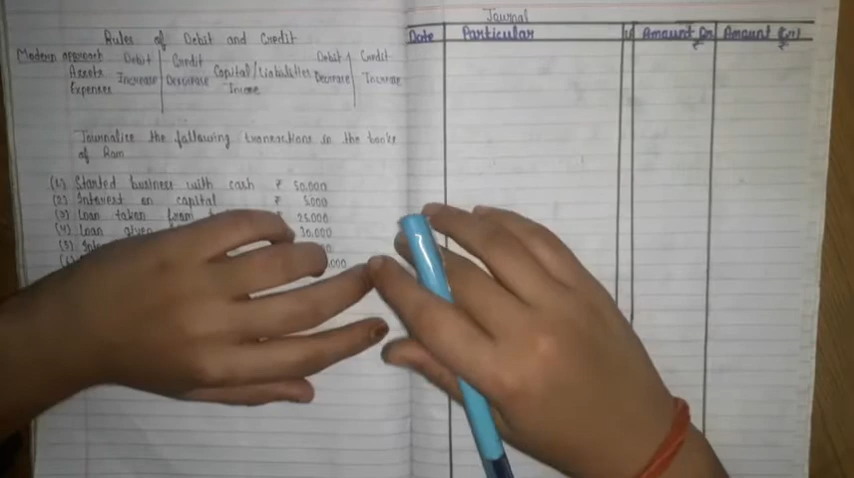 Rules of Debit and Credit
Modern approach Debit Credit Debit Credit
Assets Increase Decrease Capital/Liabilities Decrease Increase
Expenses Income
Journalize the following transactions in the books
of Ram
(1) Started business with cash ₹ 50,000
(2) Interest on capital ₹ 5,000
(3) Loan taken from ₹ 25,000
(4) Loan given 30,000
(5)
Journal
Date Particular Amount Dr. Amount (cr)
₹ ₹